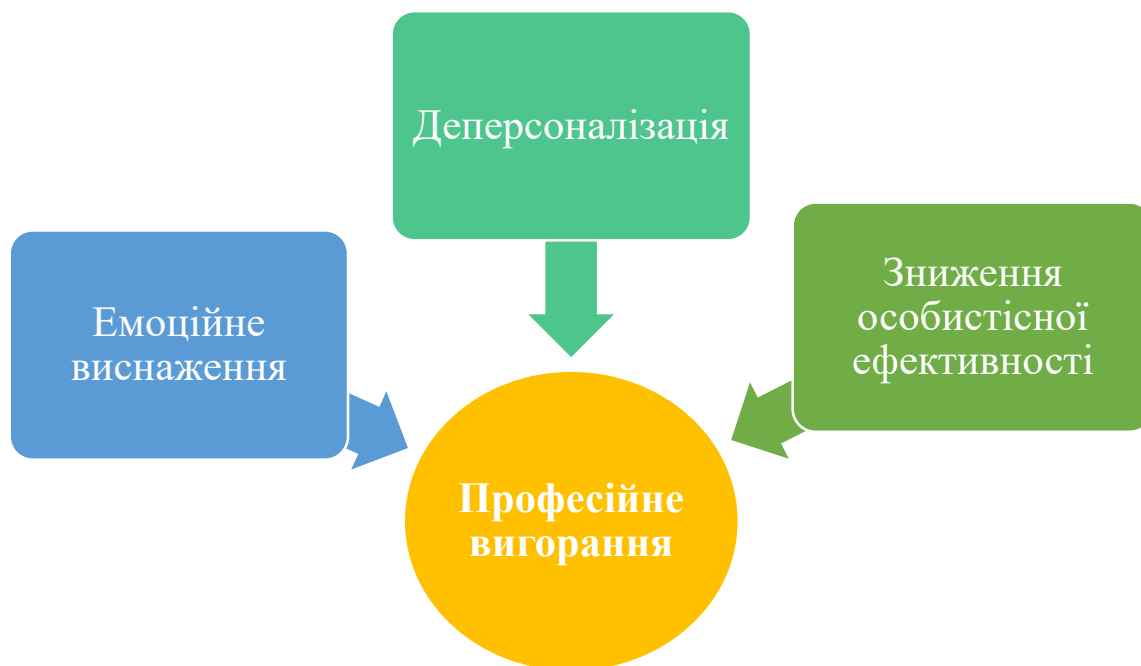 Деперсоналізація
Емоційне
виснаження
Зниження
особистісної
ефективності
Професійне
вигорання